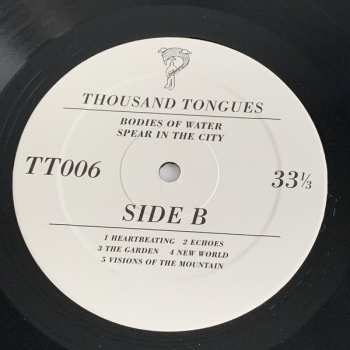 THOUSAND TONGUES
BODIES OF WATER
SPEAR IN THE CITY
TT006
33⅓
SIDE B
1 HEARTBEATING 2 ECHOES
3 THE GARDEN 4 NEW WORLD
5 VISIONS OF THE MOUNTAIN